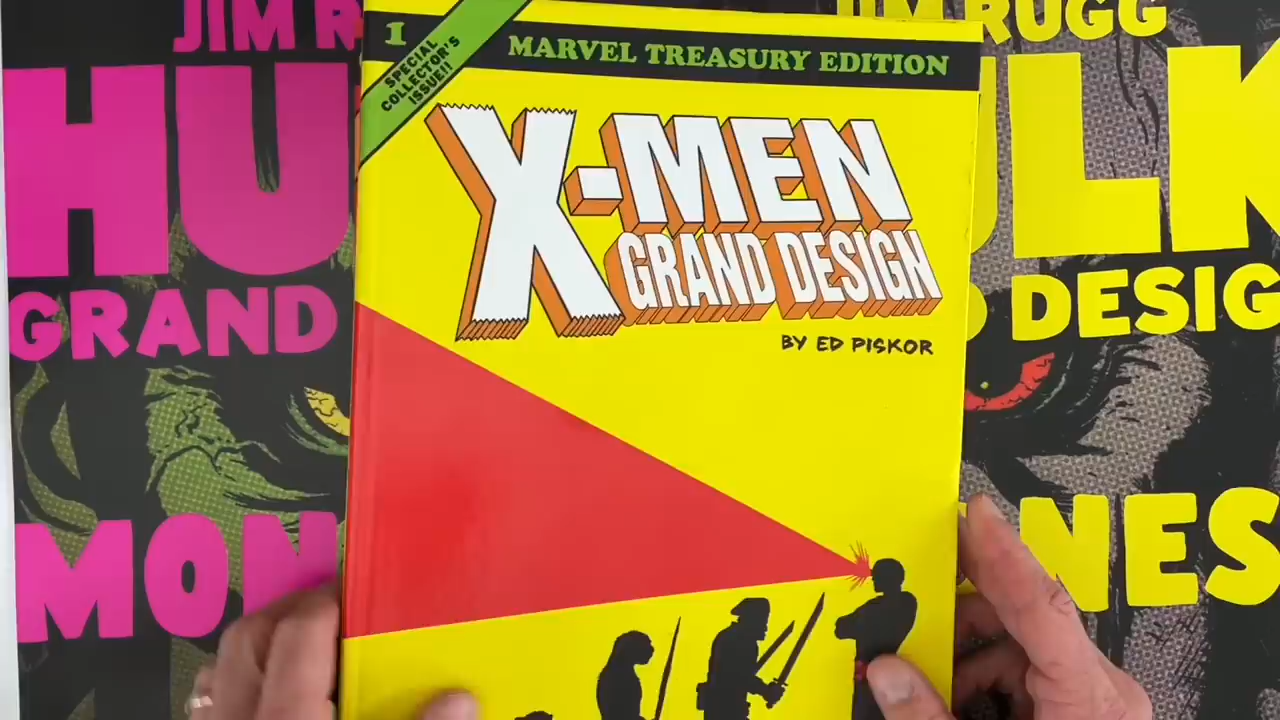 JIM R
HU
GRAND
MON
1
SPECIAL
COLLECTOR'S
ISSUE!!
MARVEL TREASURY EDITION
X-MEN
GRAND DESIGN
BY ED PISKOR
JIM RUGG
ULK
D DESIG
NES